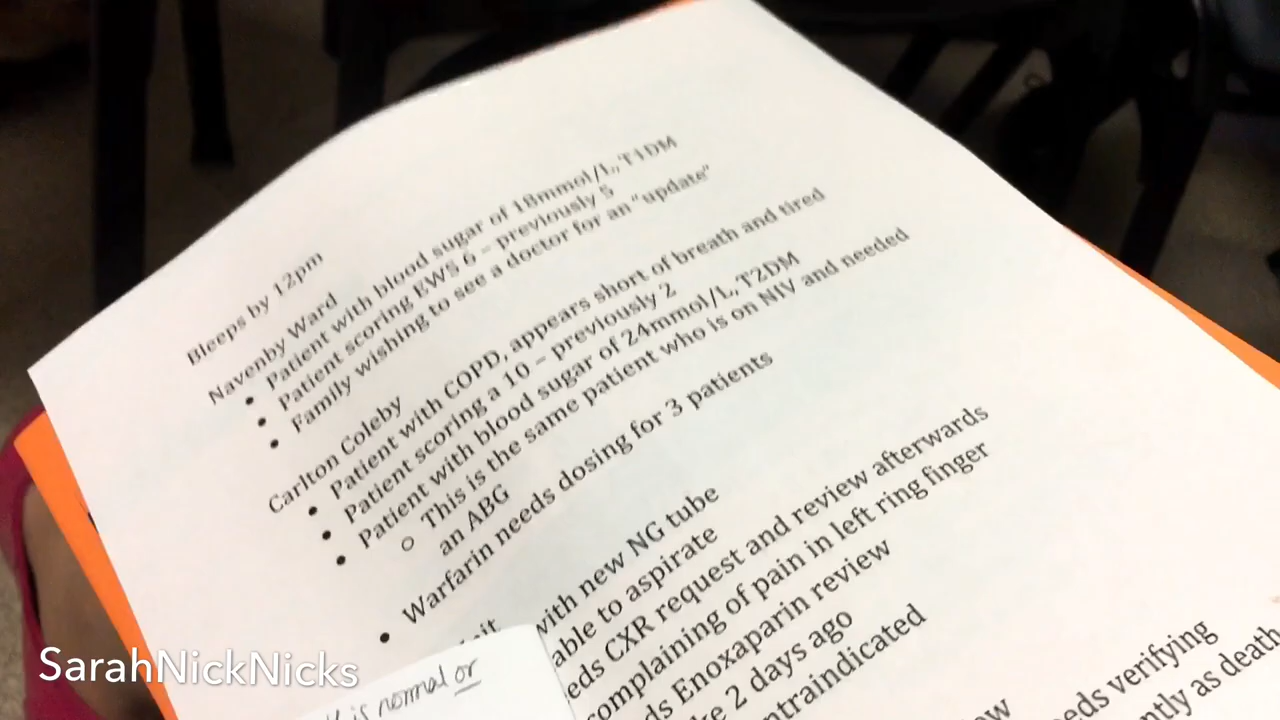 Bleeps by 12pm
Navenby Ward
• Patient with blood sugar of 18mmol/L, T1DM
• Patient scoring EWS 6 – previously 5
• Family wishing to see a doctor for an "update"
Carlton Coleby
• Patient with COPD, appears short of breath and tired
• Patient scoring a 10 – previously 2
• Patient with blood sugar of 24mmol/L, T2DM
o This is the same patient who is on NIV and needed
an ABG
• Warfarin needs dosing for 3 patients
with new NG tube
able to aspirate
eds CXR request and review afterwards
complaining of pain in left ring finger
ds Enoxaparin review
ke 2 days ago
ntraindicated
eds verifying
ntly as death
is normal or
SarahNickNicks